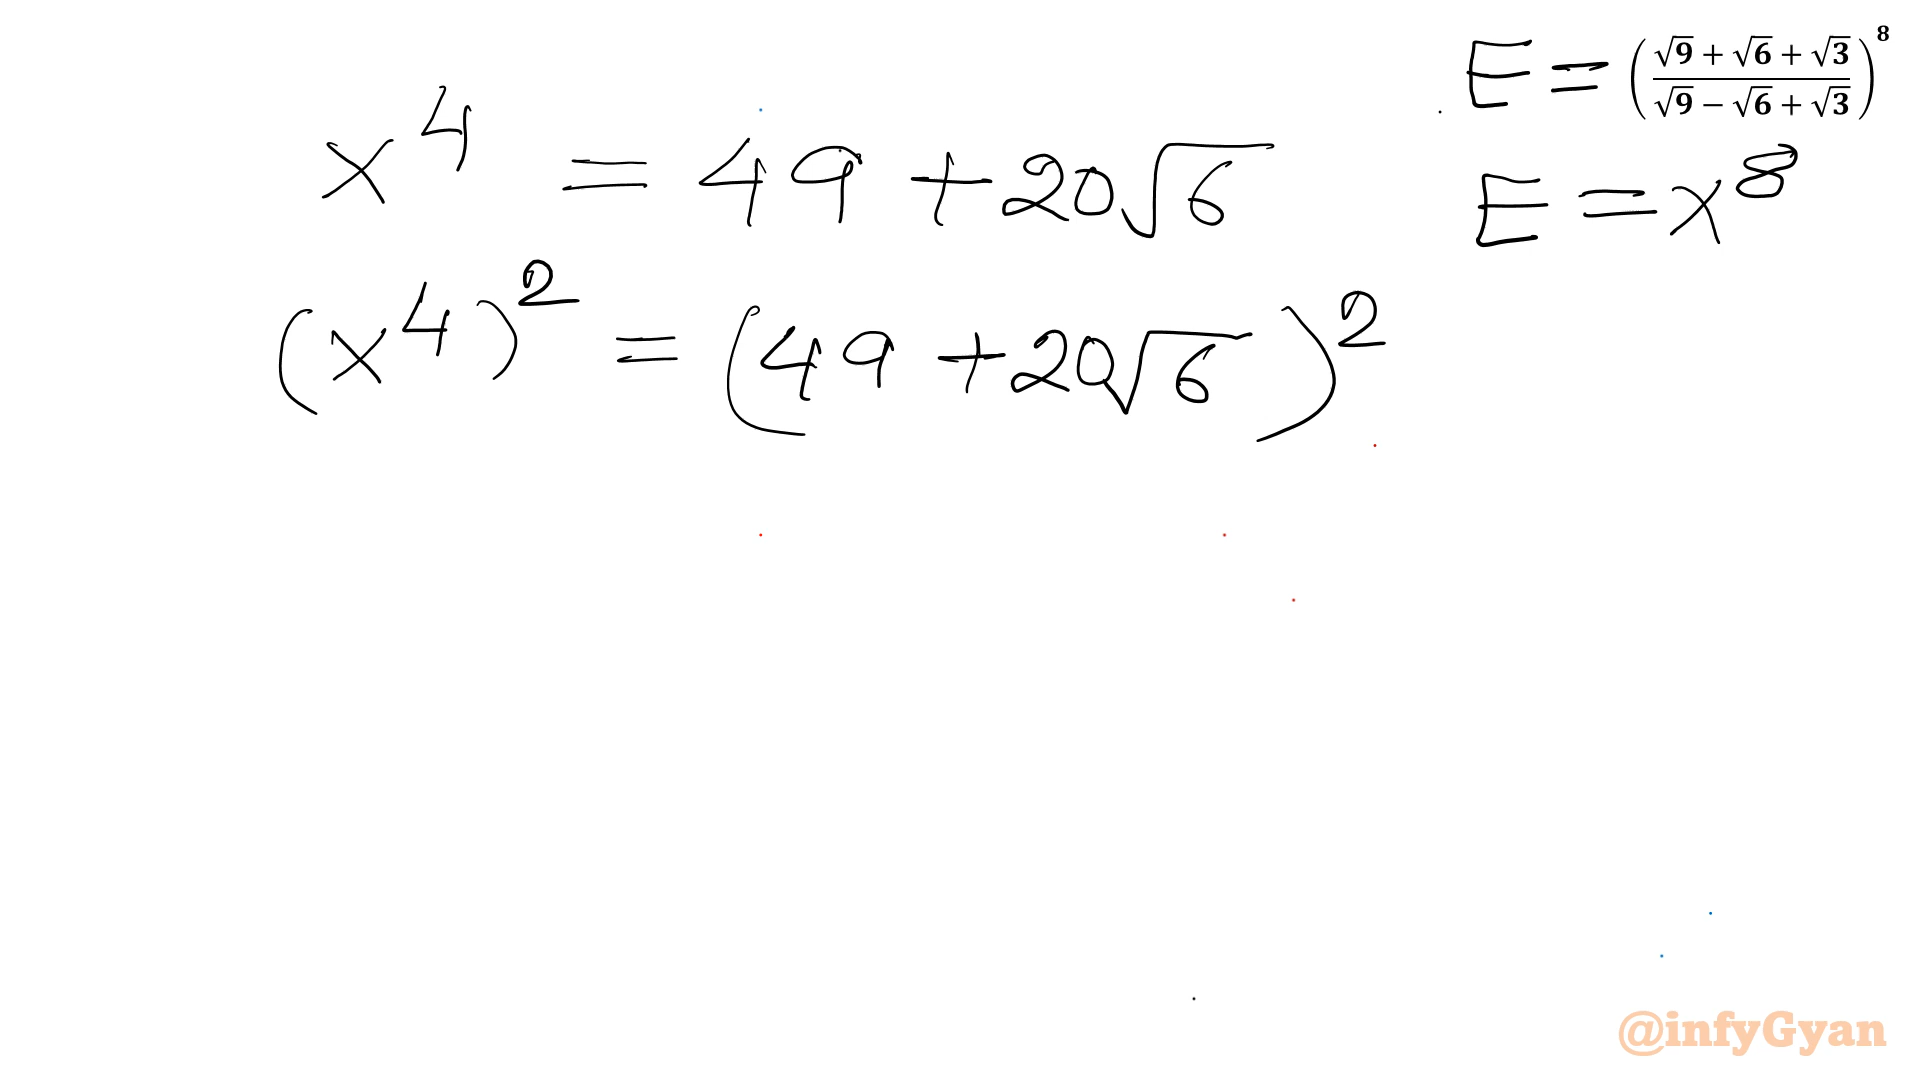 E = ((√9 + √6 + √3)/(√9 − √6 + √3))^8
x^4 = 49 + 20√6
E = x^8
(x^4)^2 = (49 + 20√6)^2
@infyGyan